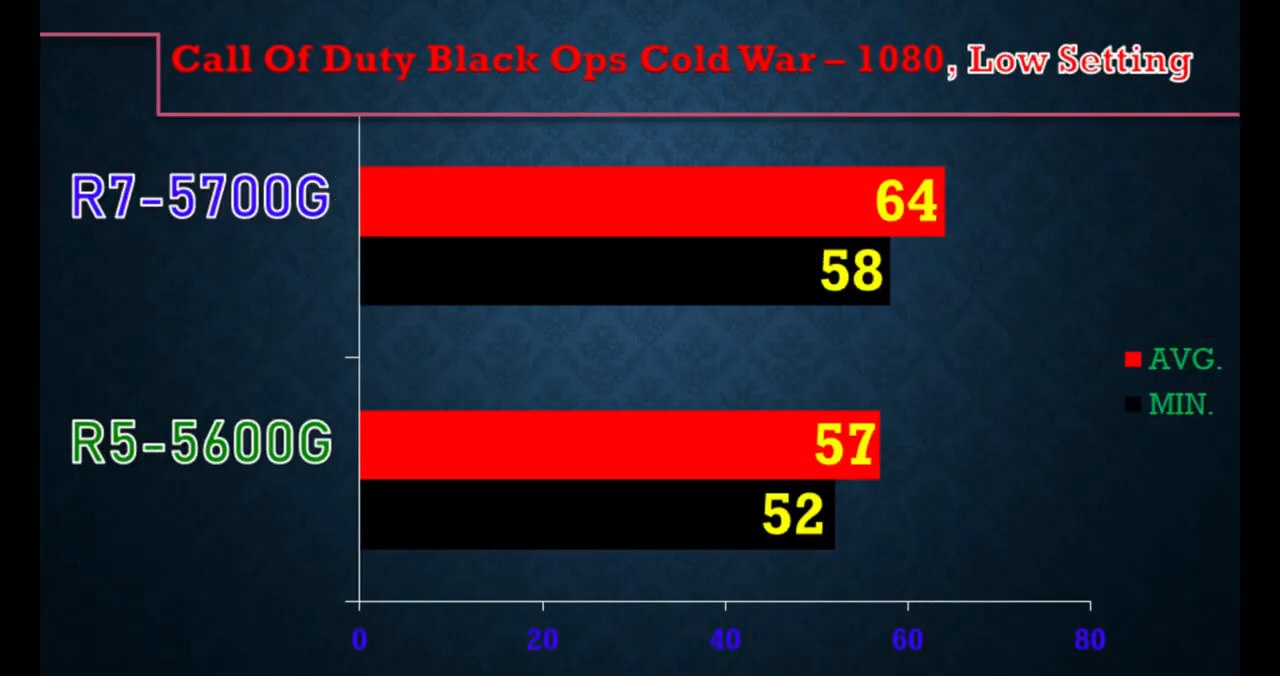 Call Of Duty Black Ops Cold War – 1080, Low Setting
R7-5700G
64
58
AVG.
MIN.
R5-5600G
57
52
0 20 40 60 80